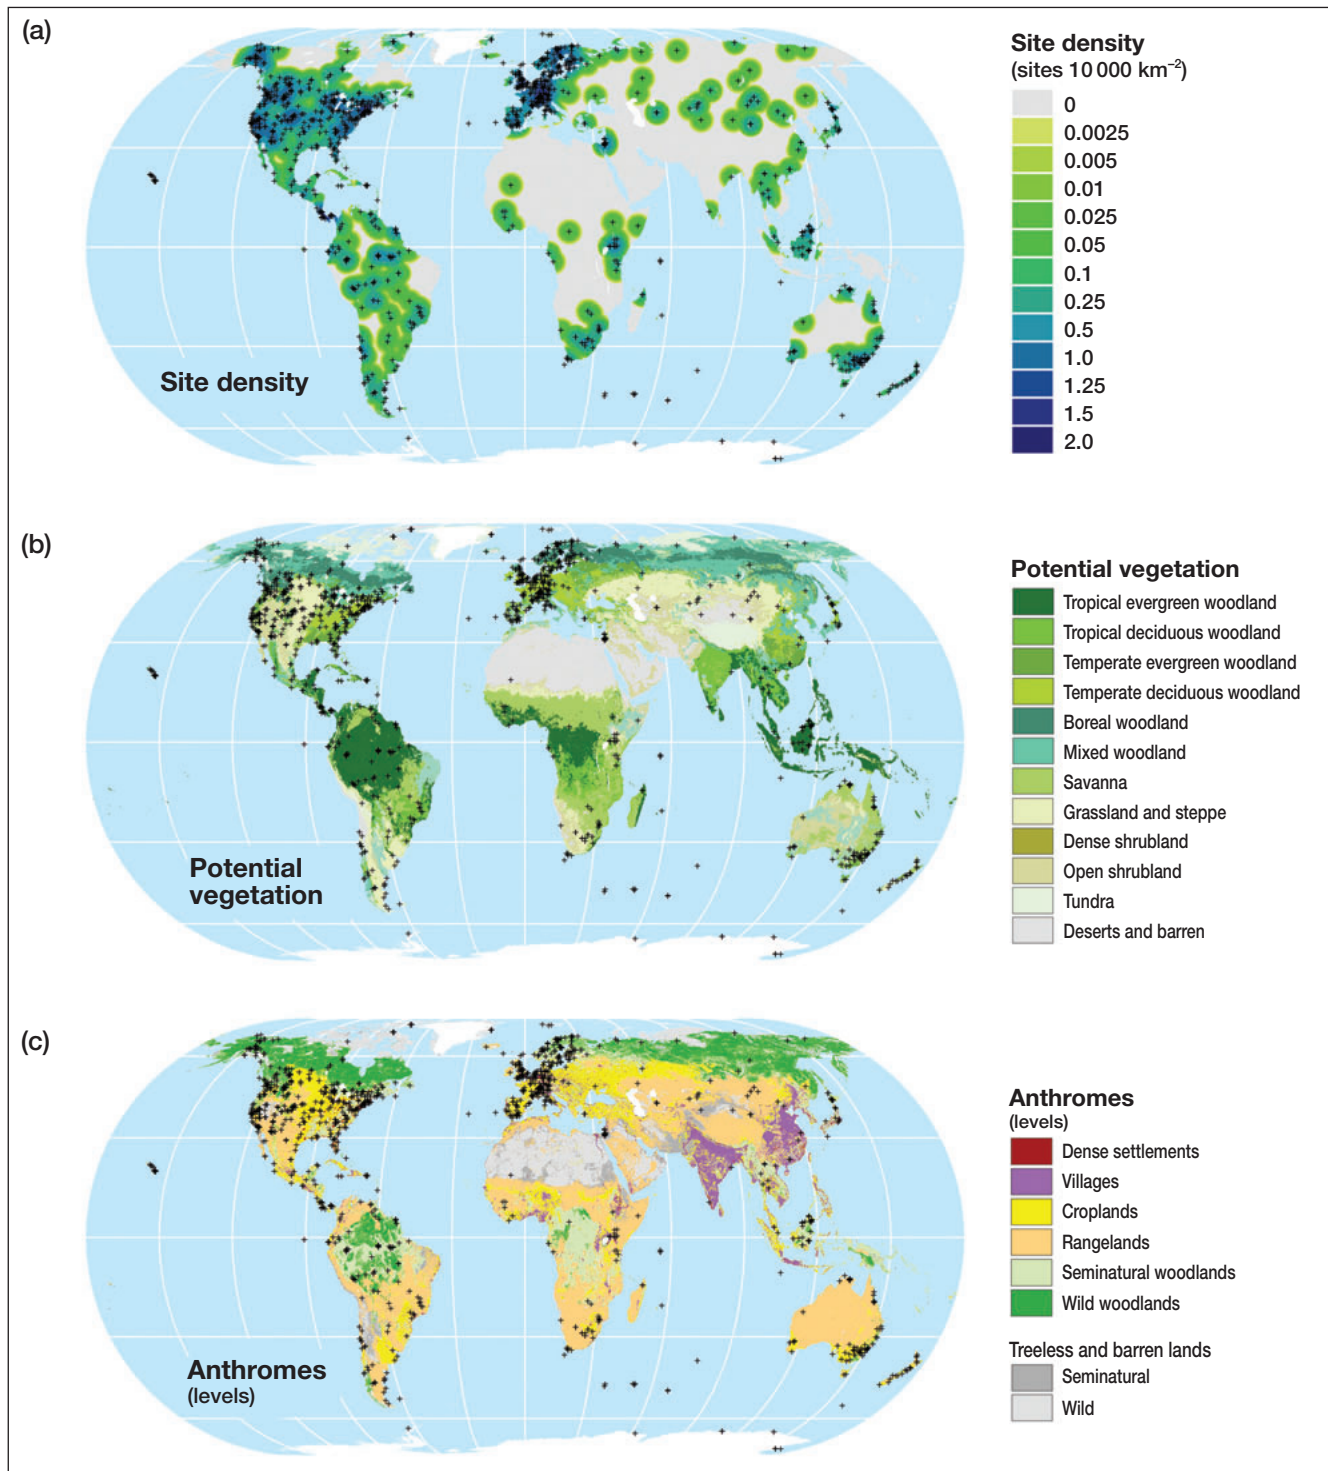 (a)
Site density
Site density
(sites 10 000 km⁻²)
0
0.0025
0.005
0.01
0.025
0.05
0.1
0.25
0.5
1.0
1.25
1.5
2.0
(b)
Potential
vegetation
Potential vegetation
Tropical evergreen woodland
Tropical deciduous woodland
Temperate evergreen woodland
Temperate deciduous woodland
Boreal woodland
Mixed woodland
Savanna
Grassland and steppe
Dense shrubland
Open shrubland
Tundra
Deserts and barren
(c)
Anthromes
(levels)
Anthromes
(levels)
Dense settlements
Villages
Croplands
Rangelands
Seminatural woodlands
Wild woodlands
Treeless and barren lands
Seminatural
Wild